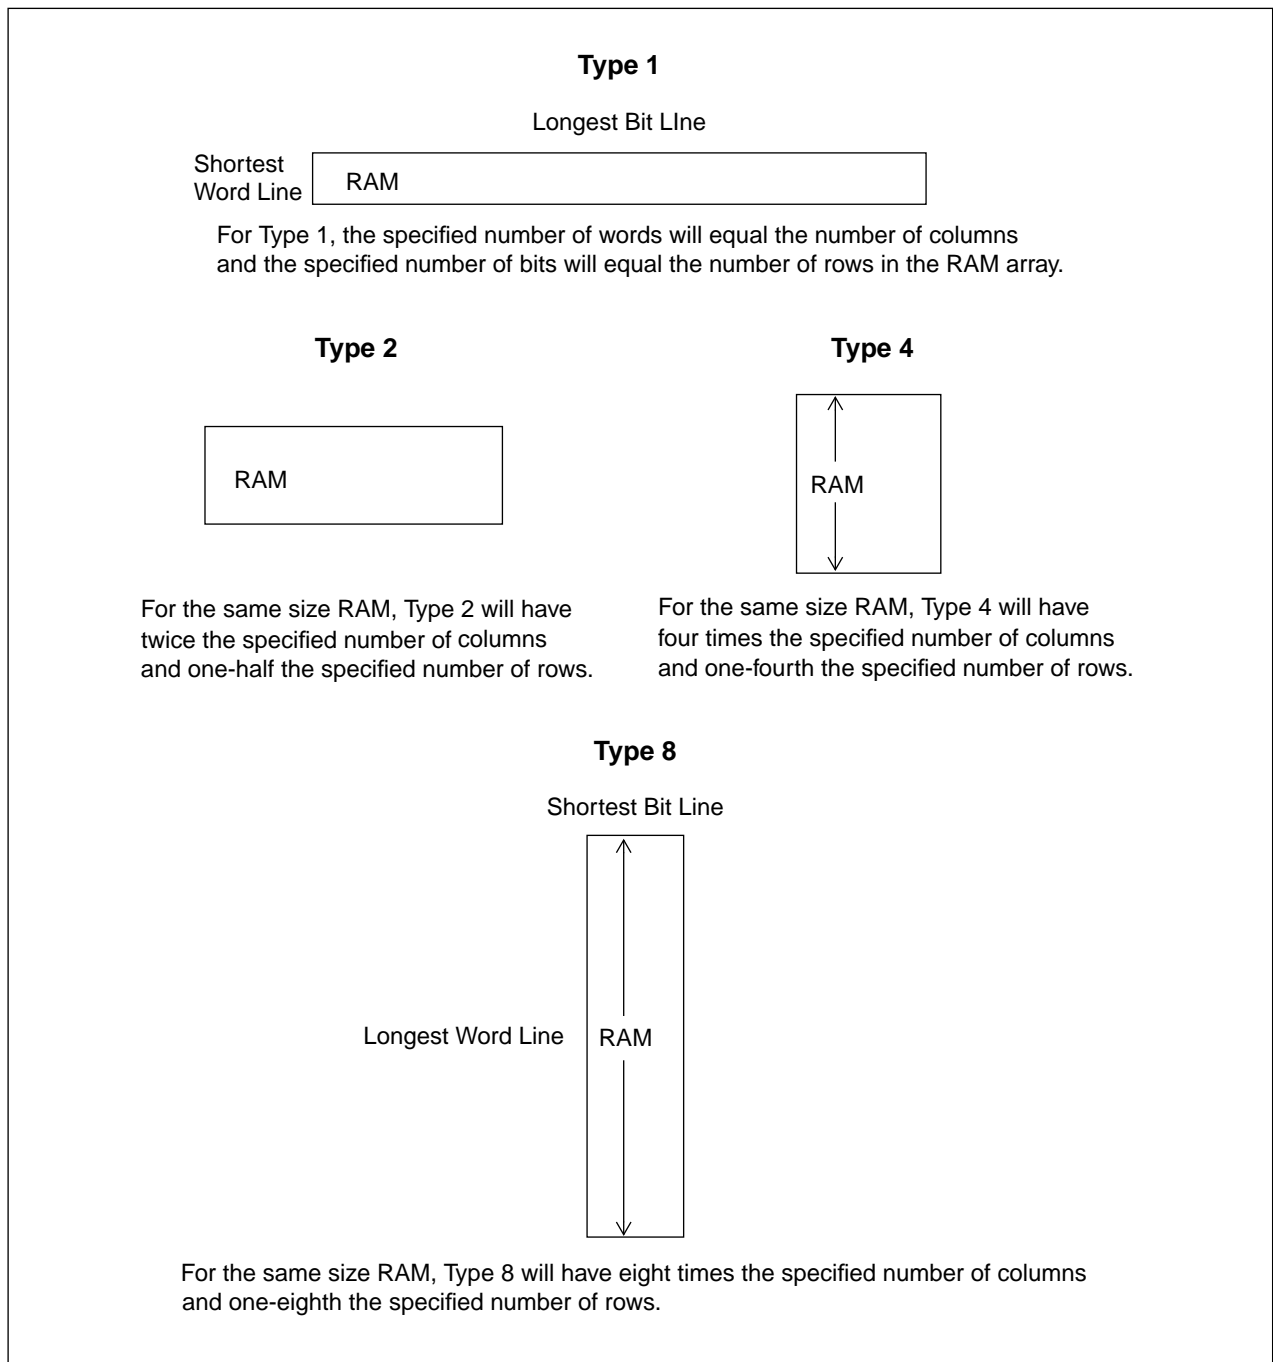 Type 1
Longest Bit LIne
Shortest
Word Line
RAM
For Type 1, the specified number of words will equal the number of columns
and the specified number of bits will equal the number of rows in the RAM array.
Type 2
RAM
For the same size RAM, Type 2 will have
twice the specified number of columns
and one-half the specified number of rows.
Type 4
RAM
For the same size RAM, Type 4 will have
four times the specified number of columns
and one-fourth the specified number of rows.
Type 8
Shortest Bit Line
Longest Word Line
RAM
For the same size RAM, Type 8 will have eight times the specified number of columns
and one-eighth the specified number of rows.